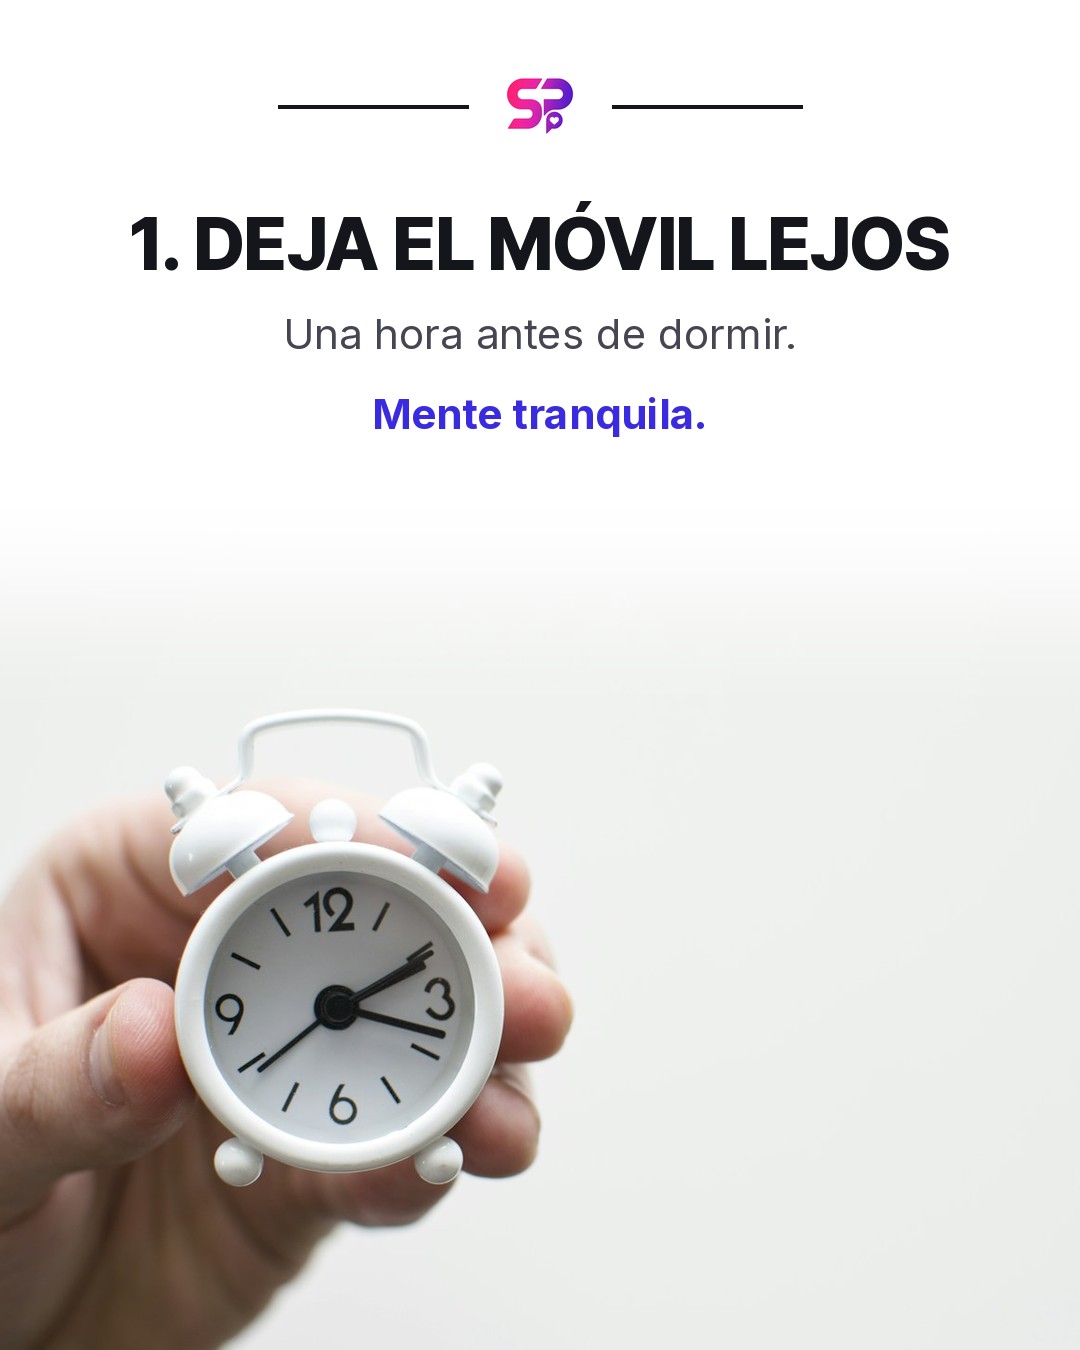 SP
1. DEJA EL MÓVIL LEJOS
Una hora antes de dormir.
Mente tranquila.
12
3
9
6